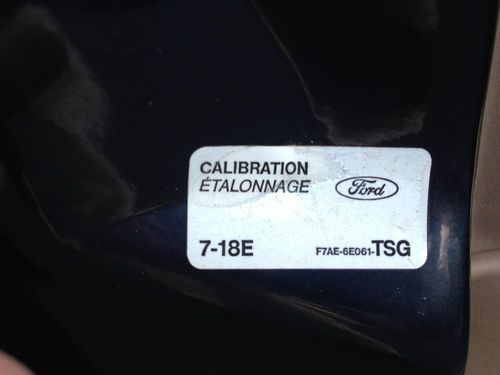 CALIBRATION
ÉTALONNAGE
Ford
7-18E
F7AE-6E061-TSG